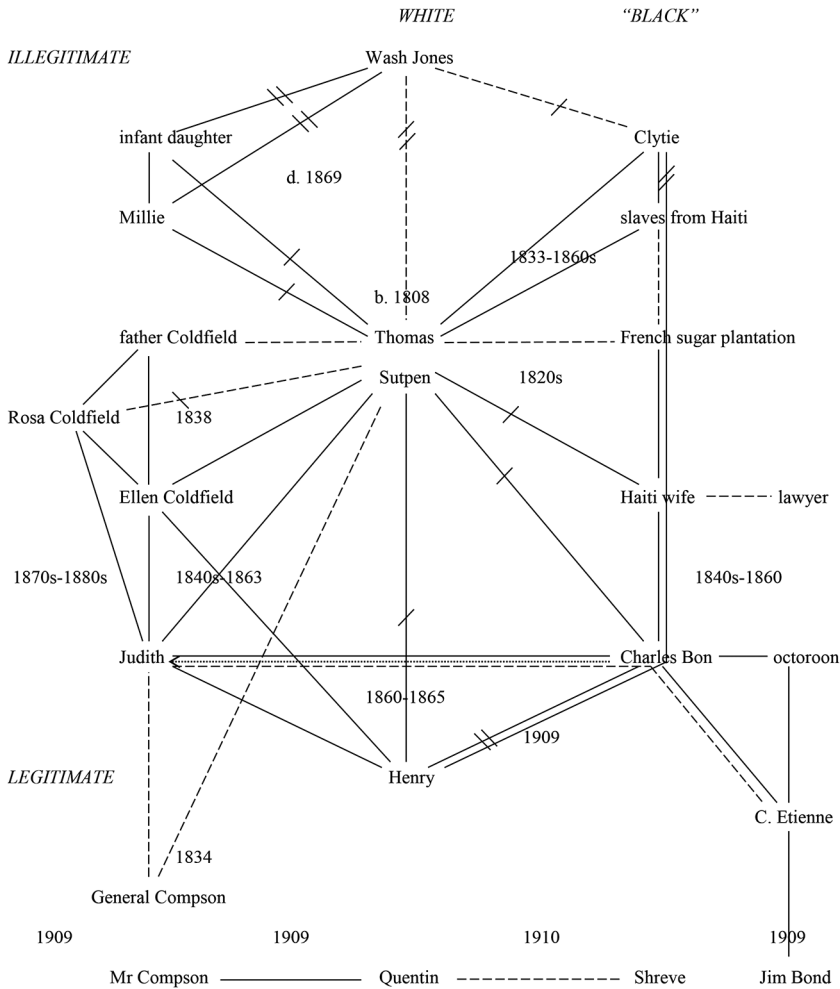 WHITE “BLACK”
ILLEGITIMATE Wash Jones
infant daughter Clytie
d. 1869
Millie slaves from Haiti
1833-1860s
b. 1808
father Coldfield Thomas French sugar plantation
Sutpen 1820s
Rosa Coldfield 1838
Ellen Coldfield Haiti wife lawyer
1870s-1880s 1840s-1863 1840s-1860
Judith Charles Bon octoroon
1860-1865
1909
LEGITIMATE Henry
C. Etienne
1834
General Compson
1909 1909 1910 1909
Mr Compson Quentin Shreve Jim Bond